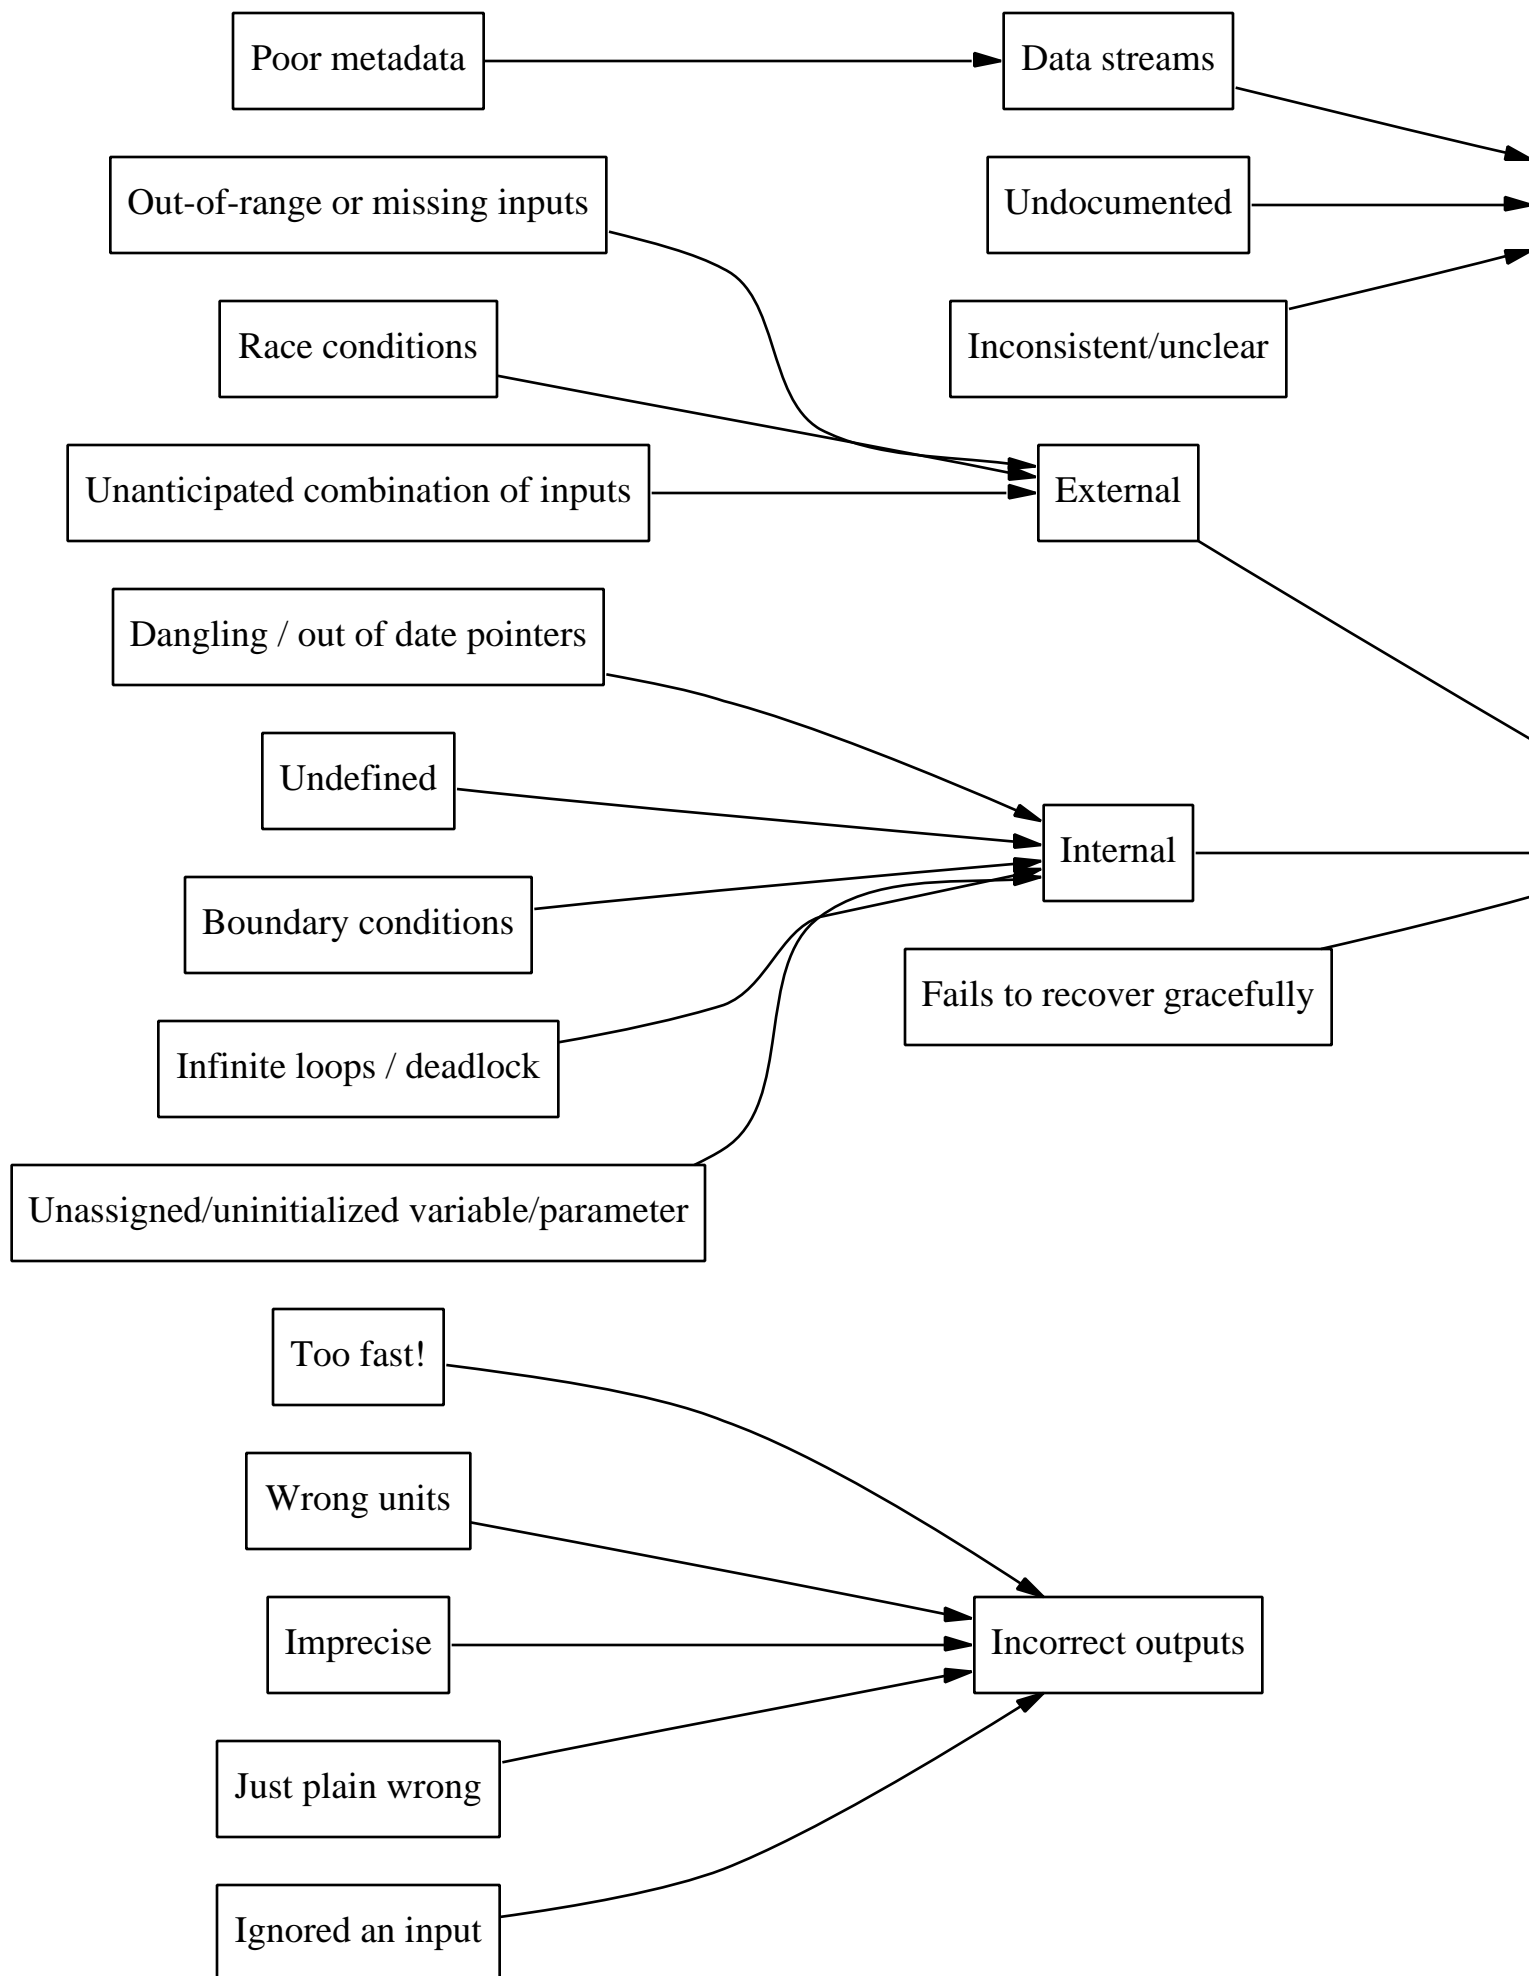 Poor metadata
Data streams
Out-of-range or missing inputs
Undocumented
Race conditions
Inconsistent/unclear
Unanticipated combination of inputs
External
Dangling / out of date pointers
Undefined
Internal
Boundary conditions
Fails to recover gracefully
Infinite loops / deadlock
Unassigned/uninitialized variable/parameter
Too fast!
Wrong units
Imprecise
Incorrect outputs
Just plain wrong
Ignored an input